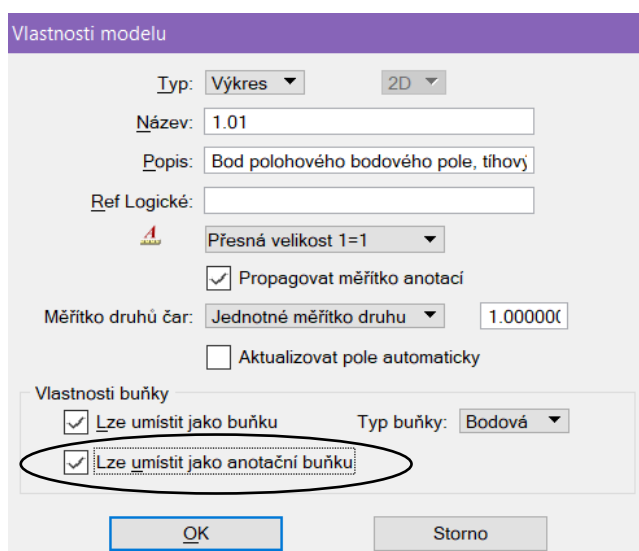 Vlastnosti modelu
Typ: Výkres 2D
Název: 1.01
Popis: Bod polohového bodového pole, tíhový
Ref Logické:
A Přesná velikost 1=1
Propagovat měřítko anotací
Měřítko druhů čar: Jednotné měřítko druhu 1.000000
Aktualizovat pole automaticky
Vlastnosti buňky
Lze umístit jako buňku Typ buňky: Bodová
Lze umístit jako anotační buňku
OK Storno